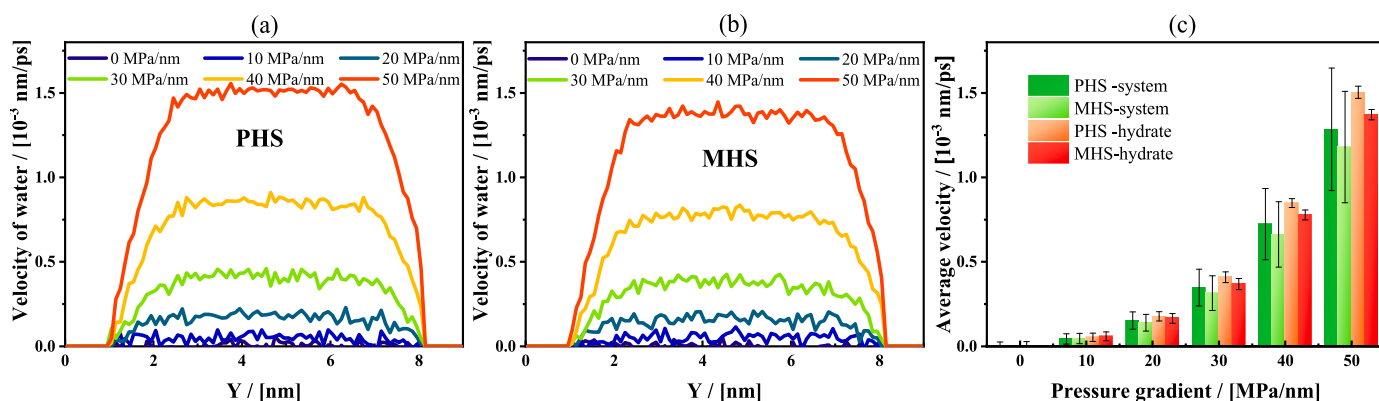 (a)
Velocity of water / [10⁻³ nm/ps]
1.5
1.0
0.5
0.0
0 MPa/nm 10 MPa/nm 20 MPa/nm
30 MPa/nm 40 MPa/nm 50 MPa/nm
PHS
0 2 4 6 8
Y / [nm]
(b)
Velocity of water / [10⁻³ nm/ps]
1.5
1.0
0.5
0.0
0 MPa/nm 10 MPa/nm 20 MPa/nm
30 MPa/nm 40 MPa/nm 50 MPa/nm
MHS
0 2 4 6 8
Y / [nm]
(c)
Average velocity / [10⁻³ nm/ps]
1.5
1.0
0.5
0.0
PHS -system
MHS-system
PHS -hydrate
MHS-hydrate
0 10 20 30 40 50
Pressure gradient / [MPa/nm]